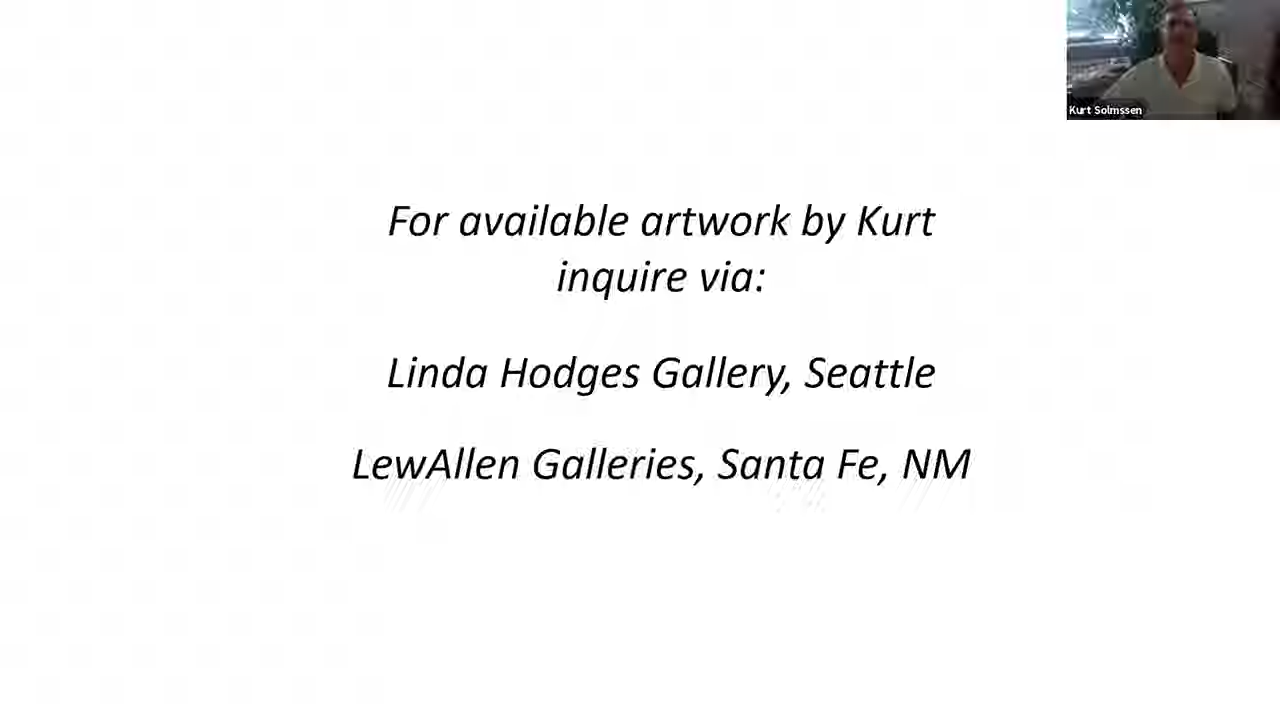 Kurt Solmssen
For available artwork by Kurt
inquire via:
Linda Hodges Gallery, Seattle
LewAllen Galleries, Santa Fe, NM